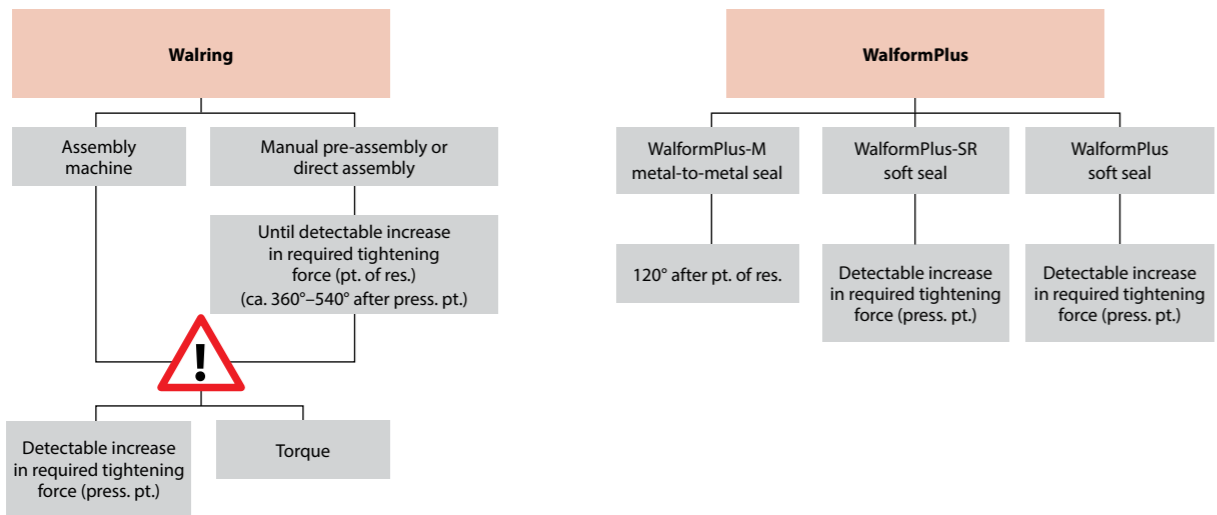 Walring
Assembly
machine
Manual pre-assembly or
direct assembly
Until detectable increase
in required tightening
force (pt. of res.)
(ca. 360°–540° after press. pt.)
!
Detectable increase
in required tightening
force (press. pt.)
Torque
WalformPlus
WalformPlus-M
metal-to-metal seal
WalformPlus-SR
soft seal
WalformPlus
soft seal
120° after pt. of res.
Detectable increase
in required tightening
force (press. pt.)
Detectable increase
in required tightening
force (press. pt.)